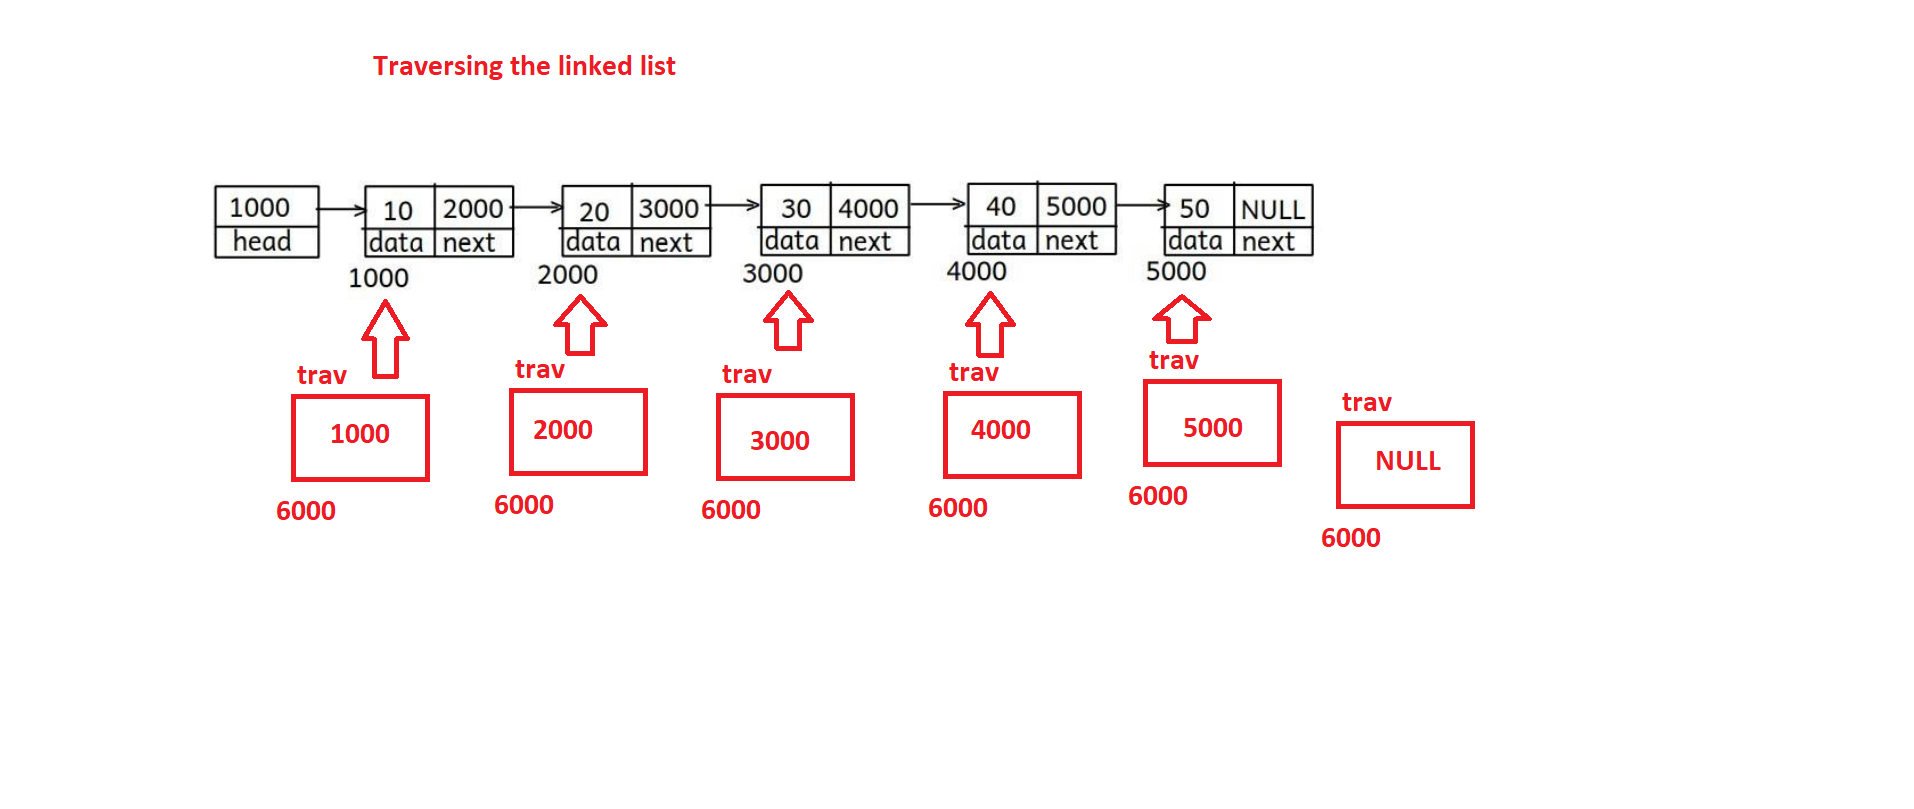 Traversing the linked list
1000 10 2000 20 3000 30 4000 40 5000 50 NULL
head data next data next data next data next data next
1000 2000 3000 4000 5000
trav trav trav trav trav trav
1000 2000 3000 4000 5000 NULL
6000 6000 6000 6000 6000 6000